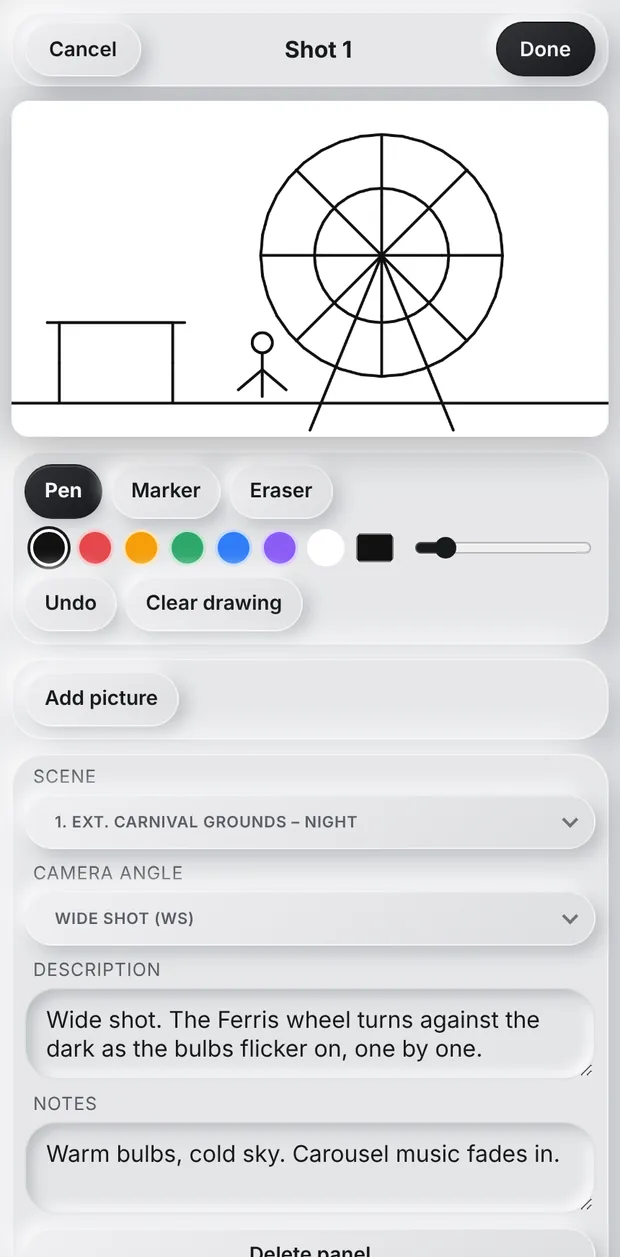 Cancel
Shot 1
Done
Pen
Marker
Eraser
Undo
Clear drawing
Add picture
SCENE
1. EXT. CARNIVAL GROUNDS – NIGHT
CAMERA ANGLE
WIDE SHOT (WS)
DESCRIPTION
Wide shot. The Ferris wheel turns against the
dark as the bulbs flicker on, one by one.
NOTES
Warm bulbs, cold sky. Carousel music fades in.
Delete panel